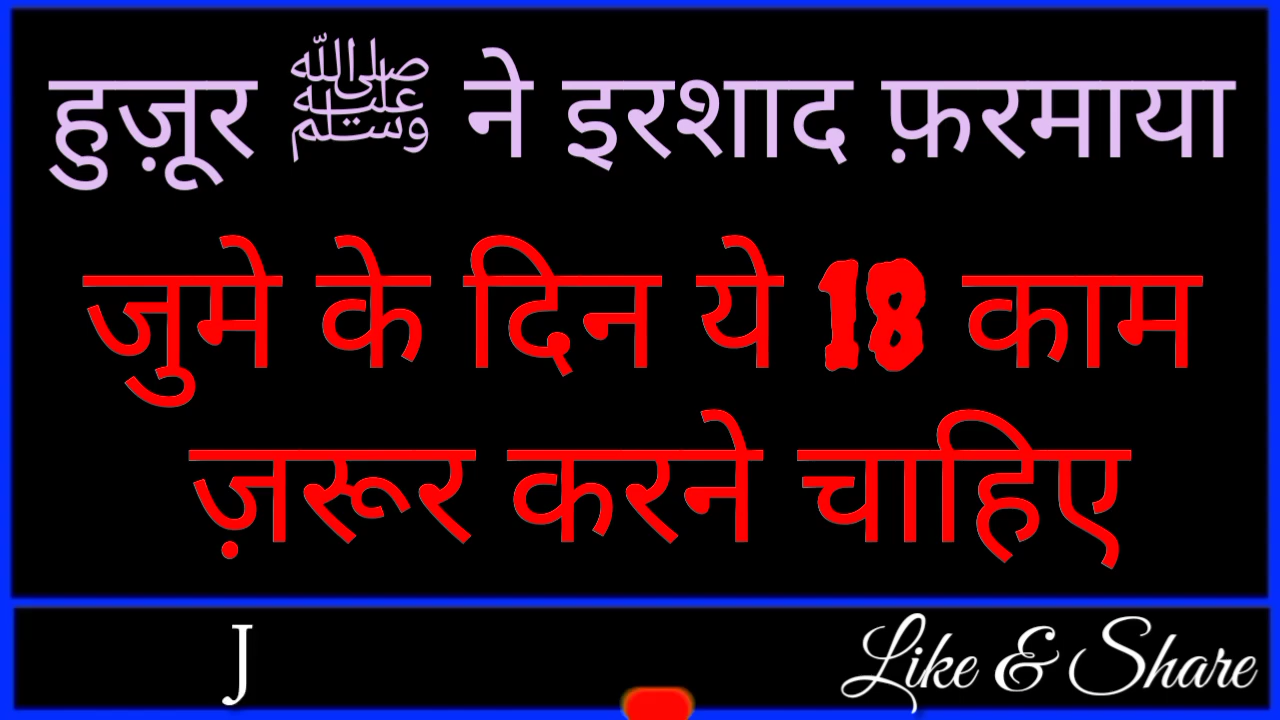 हुज़ूर ﷺ ने इरशाद फ़रमाया
जुमे के दिन ये 18 काम
ज़रूर करने चाहिए
J
Like & Share